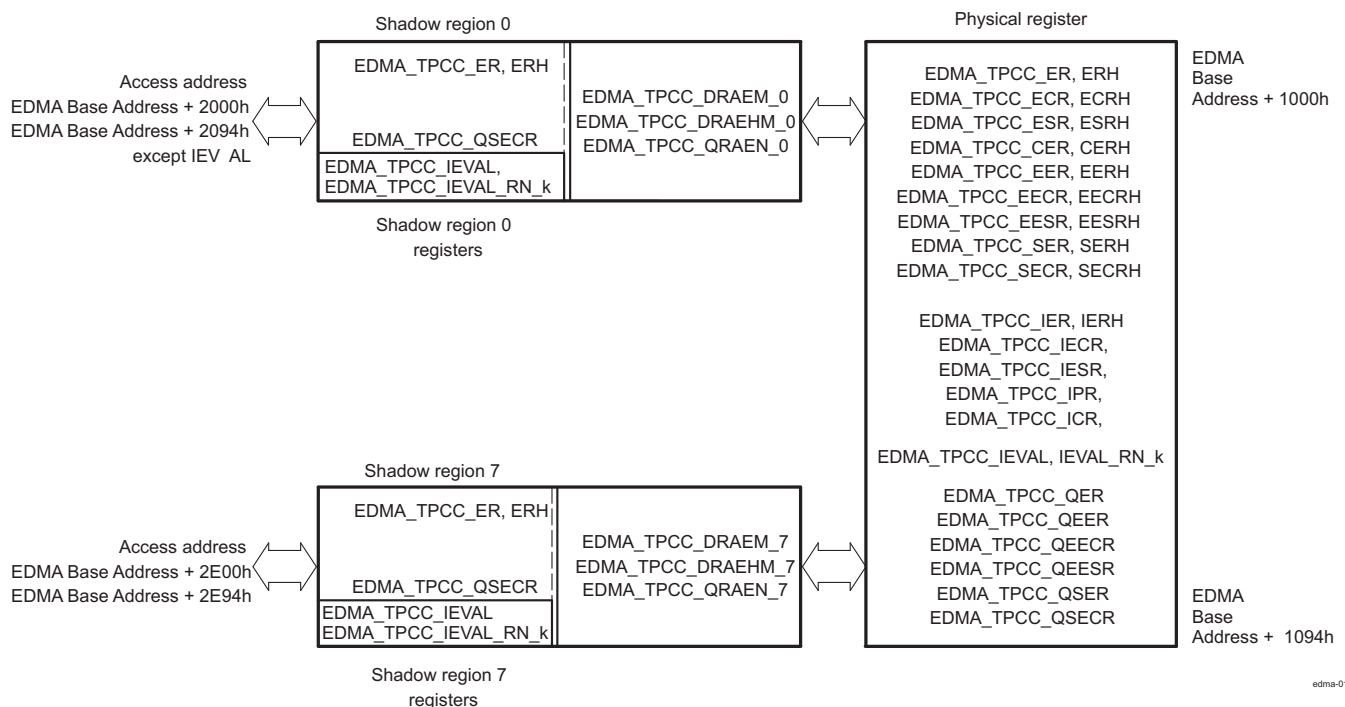 Shadow region 0
Access address
EDMA Base Address + 2000h
EDMA Base Address + 2094h
except IEV AL
EDMA_TPCC_ER, ERH
EDMA_TPCC_QSECR
EDMA_TPCC_IEVAL,
EDMA_TPCC_IEVAL_RN_k
EDMA_TPCC_DRAEM_0
EDMA_TPCC_DRAEHM_0
EDMA_TPCC_QRAEN_0
Shadow region 0
registers
Shadow region 7
Access address
EDMA Base Address + 2E00h
EDMA Base Address + 2E94h
EDMA_TPCC_ER, ERH
EDMA_TPCC_QSECR
EDMA_TPCC_IEVAL
EDMA_TPCC_IEVAL_RN_k
EDMA_TPCC_DRAEM_7
EDMA_TPCC_DRAEHM_7
EDMA_TPCC_QRAEN_7
Shadow region 7
registers
Physical register
EDMA_TPCC_ER, ERH
EDMA_TPCC_ECR, ECRH
EDMA_TPCC_ESR, ESRH
EDMA_TPCC_CER, CERH
EDMA_TPCC_EER, EERH
EDMA_TPCC_EECR, EECRH
EDMA_TPCC_EESR, EESRH
EDMA_TPCC_SER, SERH
EDMA_TPCC_SECR, SECRH
EDMA_TPCC_IER, IERH
EDMA_TPCC_IECR,
EDMA_TPCC_IESR,
EDMA_TPCC_IPR,
EDMA_TPCC_ICR,
EDMA_TPCC_IEVAL, IEVAL_RN_k
EDMA_TPCC_QER
EDMA_TPCC_QEER
EDMA_TPCC_QEECR
EDMA_TPCC_QEESR
EDMA_TPCC_QSER
EDMA_TPCC_QSECR
EDMA
Base
Address + 1000h
EDMA
Base
Address + 1094h